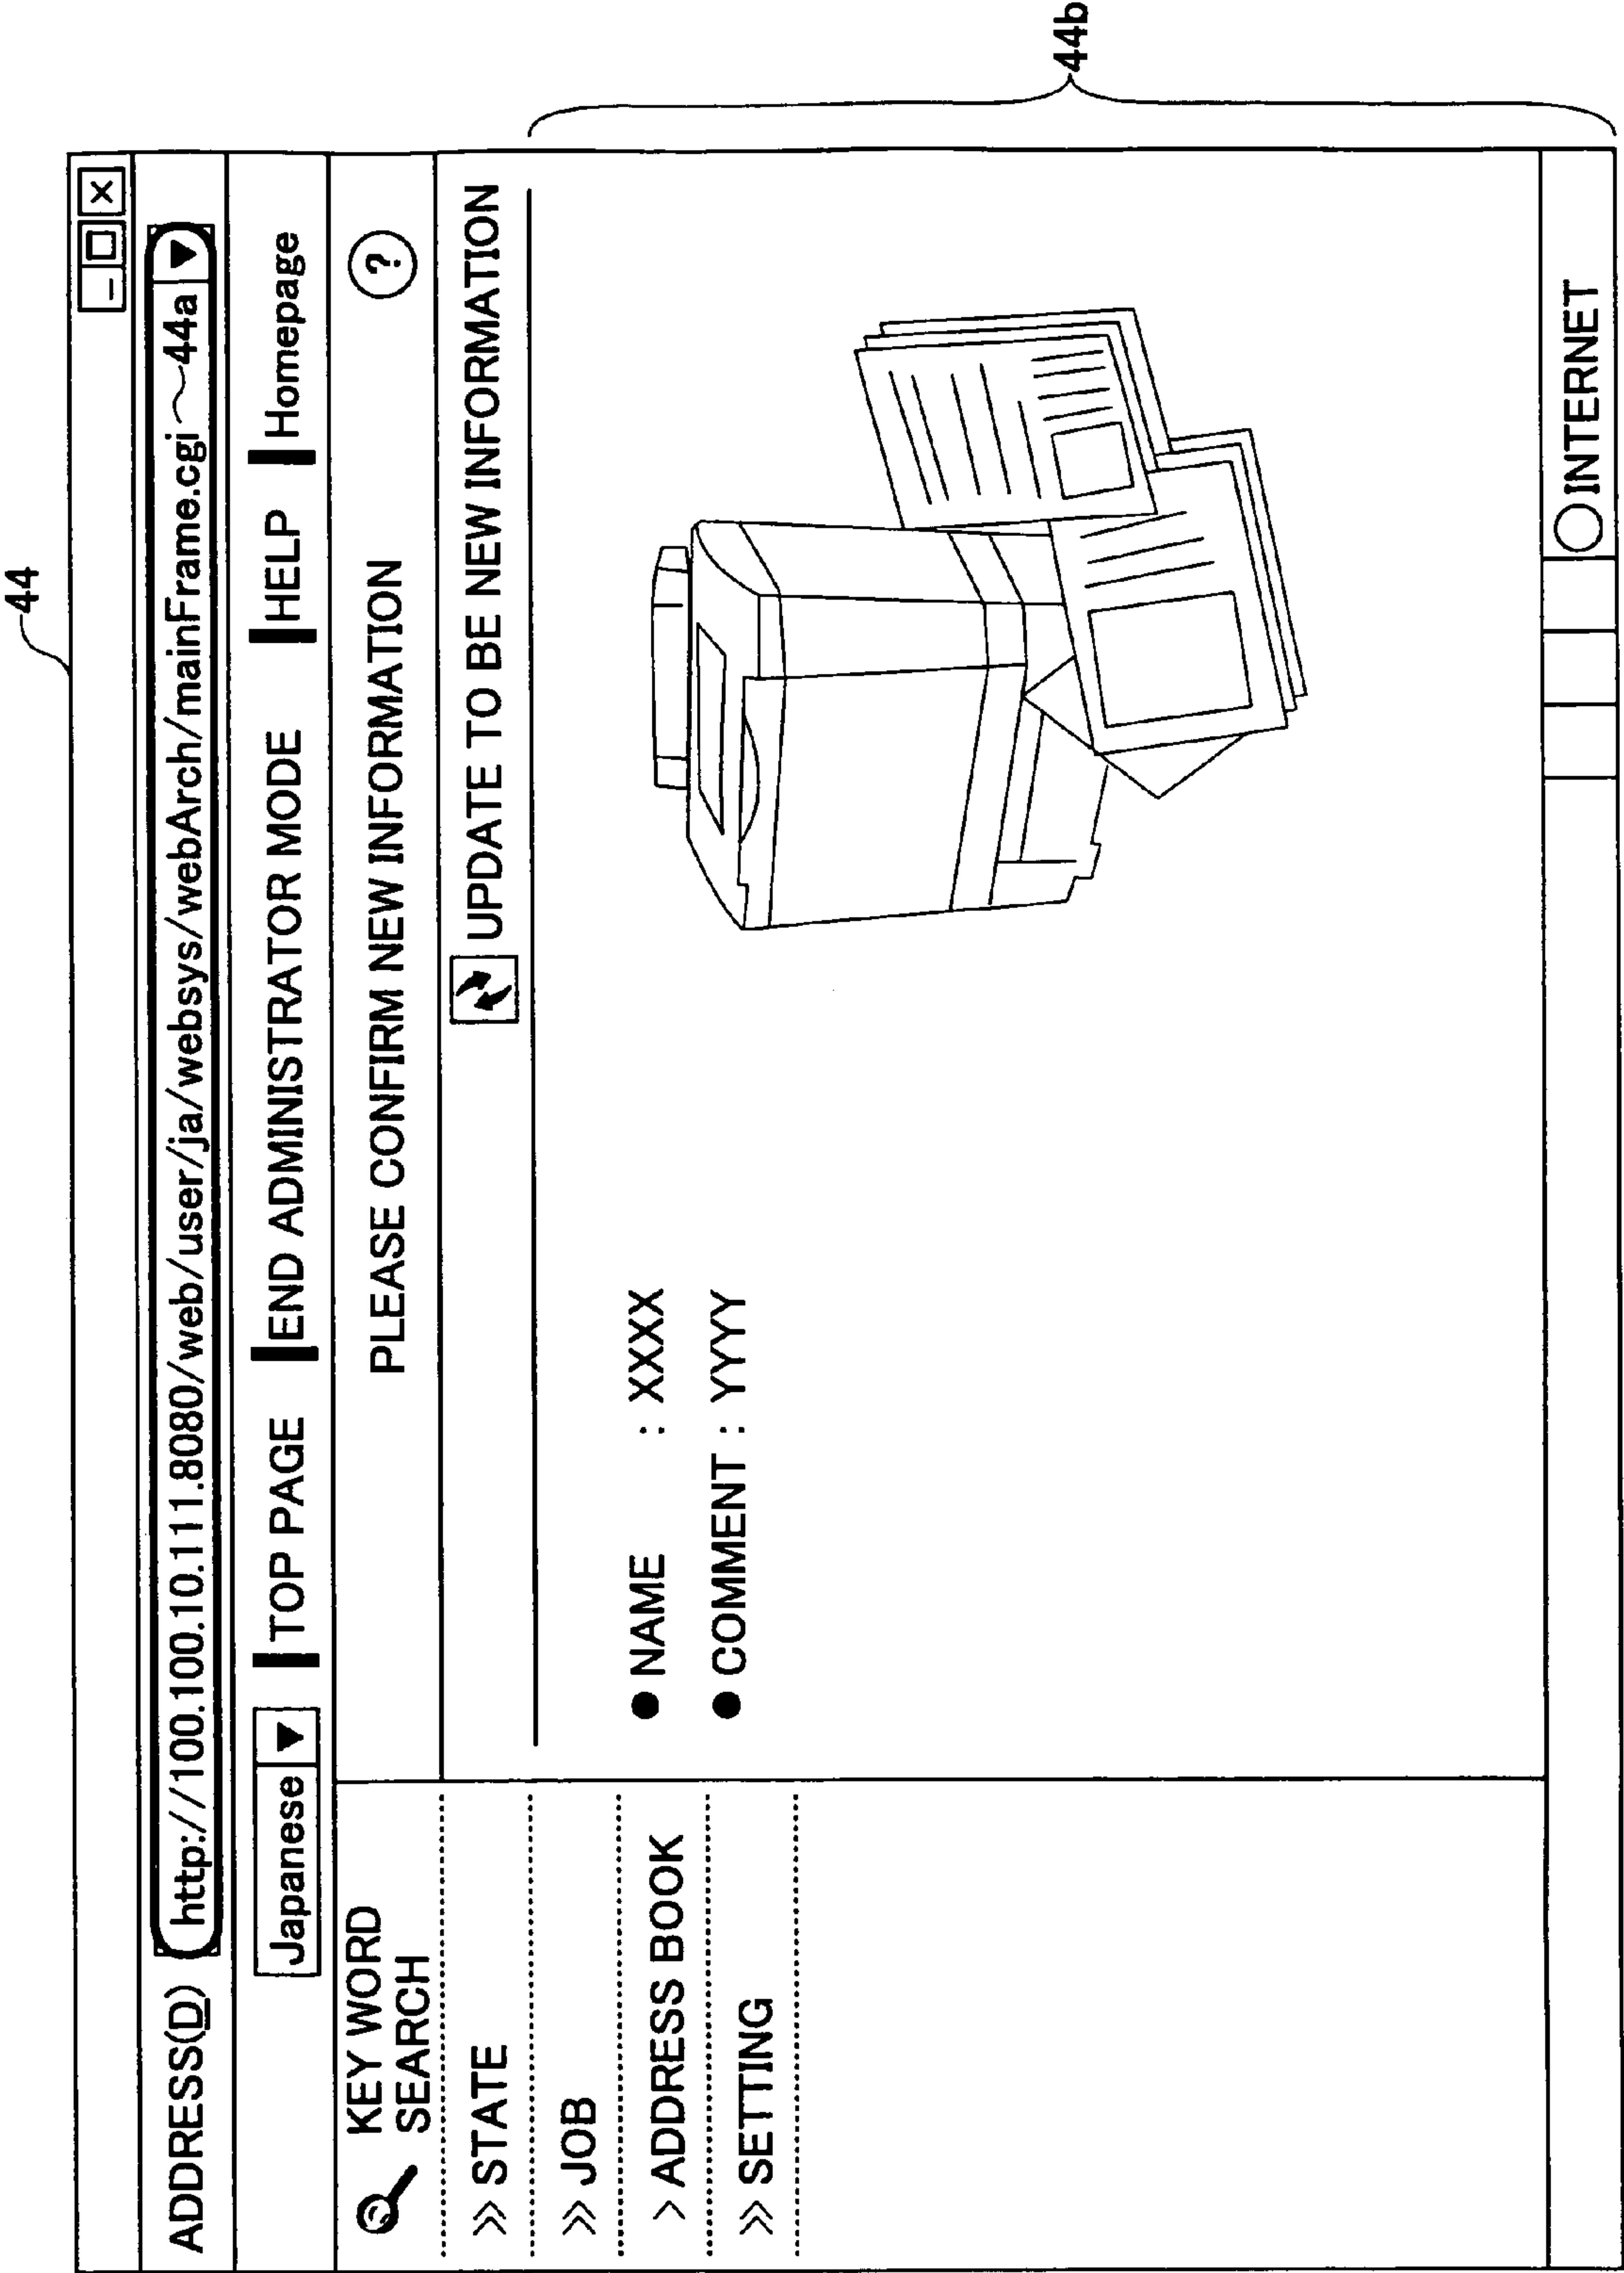 44
ADDRESS(D) http://100.100.10.111.8080/web/user/ja/websys/webArch/mainFrame.cgi 44a
Japanese TOP PAGE END ADMINISTRATOR MODE HELP Homepage
KEY WORD
SEARCH
PLEASE CONFIRM NEW INFORMATION ?
UPDATE TO BE NEW INFORMATION
>> STATE
>> JOB
> ADDRESS BOOK
>> SETTING
● NAME : XXXX
● COMMENT : YYYY
44b
INTERNET